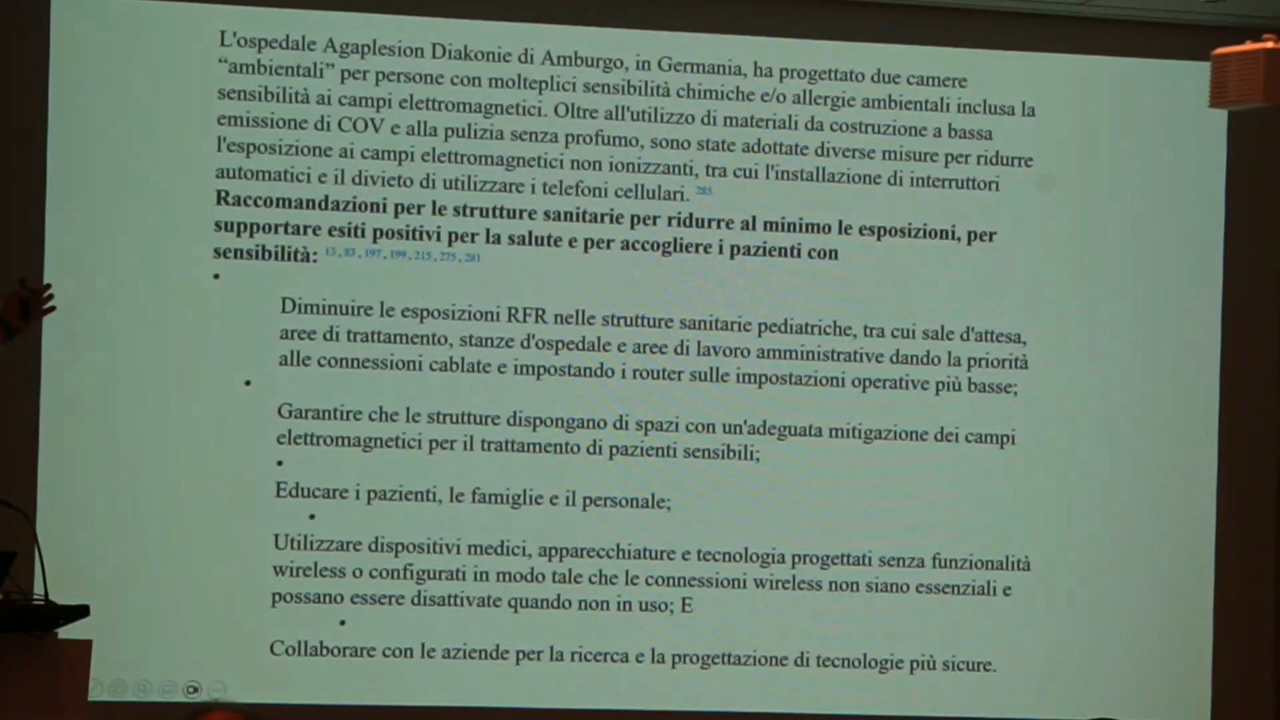 L'ospedale Agaplesion Diakonie di Amburgo, in Germania, ha progettato due camere
“ambientali” per persone con molteplici sensibilità chimiche e/o allergie ambientali inclusa la
sensibilità ai campi elettromagnetici. Oltre all'utilizzo di materiali da costruzione a bassa
emissione di COV e alla pulizia senza profumo, sono state adottate diverse misure per ridurre
l'esposizione ai campi elettromagnetici non ionizzanti, tra cui l'installazione di interruttori
automatici e il divieto di utilizzare i telefoni cellulari. 285
Raccomandazioni per le strutture sanitarie per ridurre al minimo le esposizioni, per
supportare esiti positivi per la salute e per accogliere i pazienti con
sensibilità: 13, 83, 197, 199, 215, 275, 281
•
Diminuire le esposizioni RFR nelle strutture sanitarie pediatriche, tra cui sale d'attesa,
aree di trattamento, stanze d'ospedale e aree di lavoro amministrative dando la priorità
alle connessioni cablate e impostando i router sulle impostazioni operative più basse;
•
Garantire che le strutture dispongano di spazi con un'adeguata mitigazione dei campi
elettromagnetici per il trattamento di pazienti sensibili;
•
Educare i pazienti, le famiglie e il personale;
•
Utilizzare dispositivi medici, apparecchiature e tecnologia progettati senza funzionalità
wireless o configurati in modo tale che le connessioni wireless non siano essenziali e
possano essere disattivate quando non in uso; E
•
Collaborare con le aziende per la ricerca e la progettazione di tecnologie più sicure.